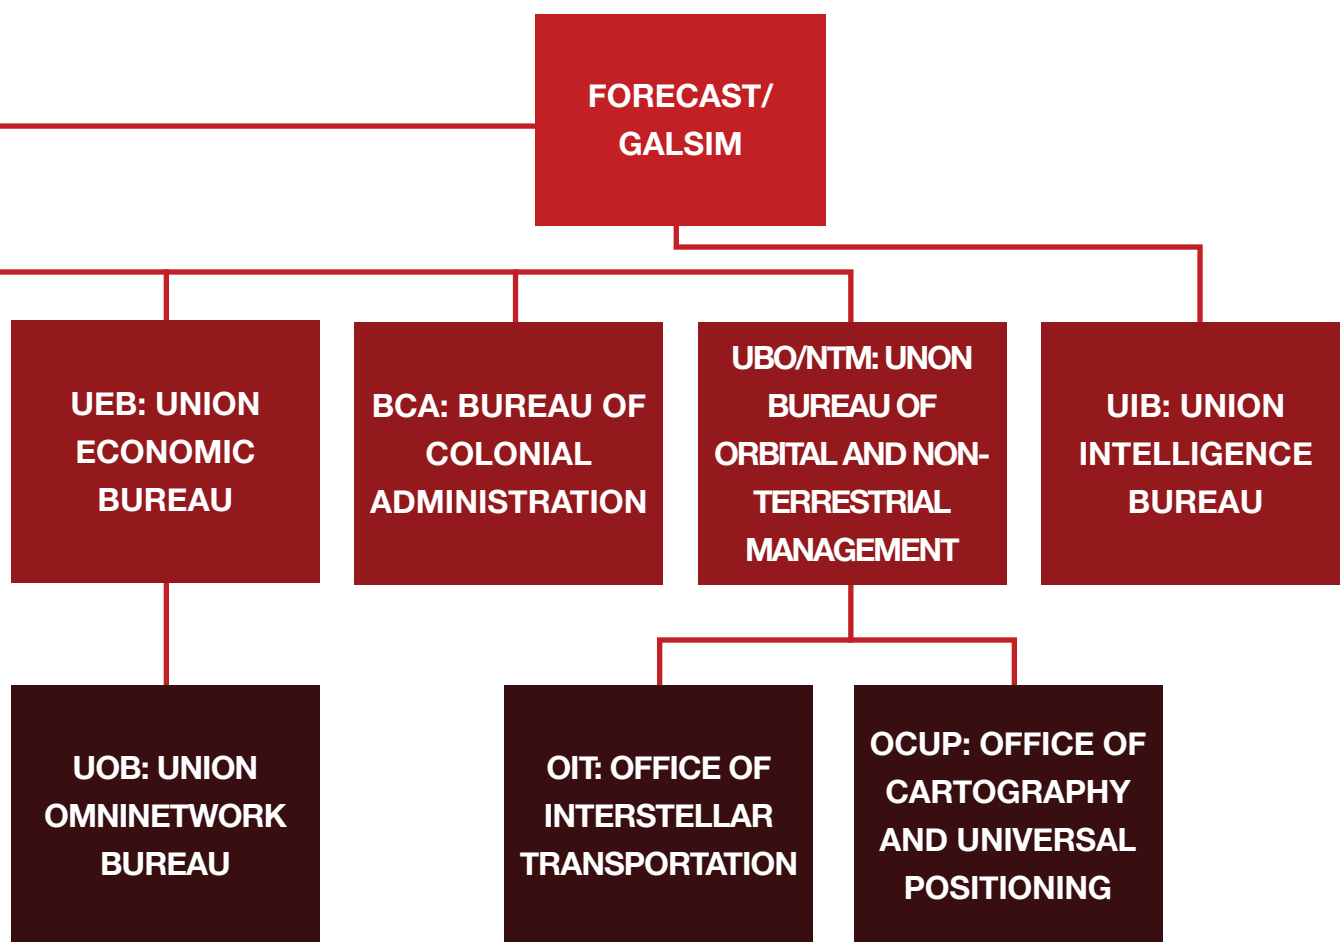 FORECAST/
GALSIM
UEB: UNION
ECONOMIC
BUREAU
BCA: BUREAU OF
COLONIAL
ADMINISTRATION
UBO/NTM: UNON
BUREAU OF
ORBITAL AND NON-
TERRESTRIAL
MANAGEMENT
UIB: UNION
INTELLIGENCE
BUREAU
UOB: UNION
OMNINETWORK
BUREAU
OIT: OFFICE OF
INTERSTELLAR
TRANSPORTATION
OCUP: OFFICE OF
CARTOGRAPHY
AND UNIVERSAL
POSITIONING